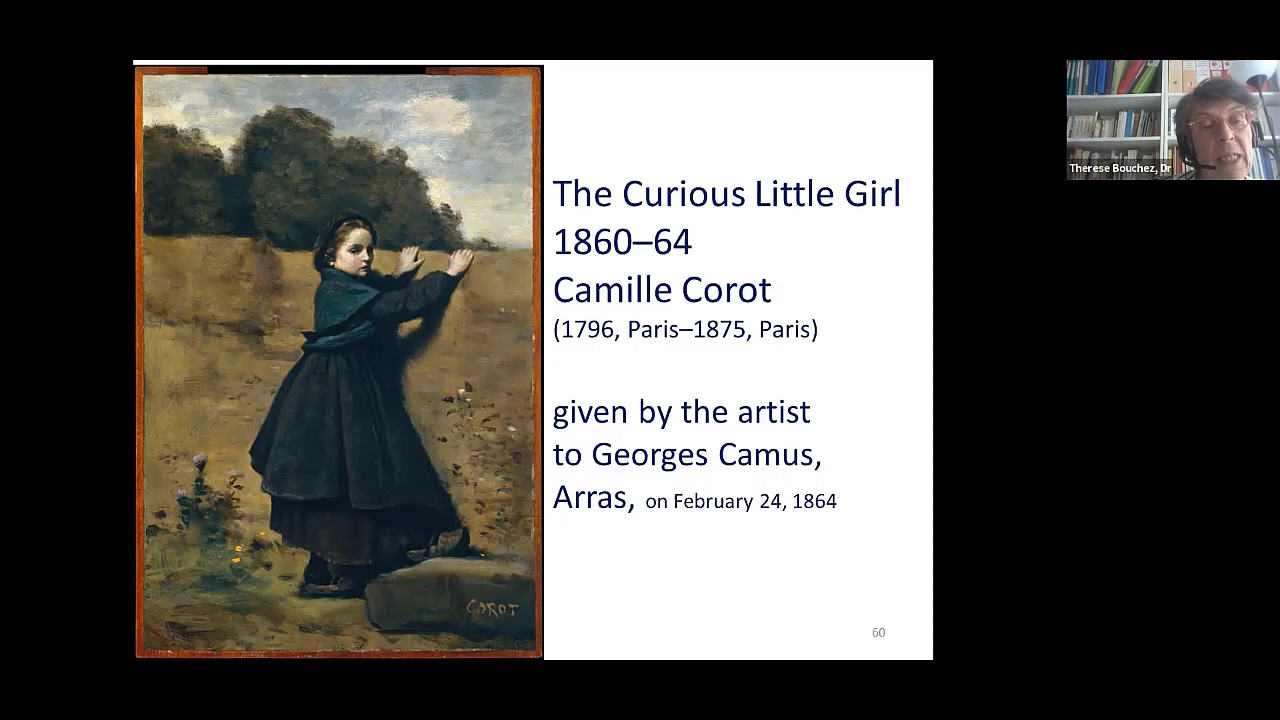 The Curious Little Girl
1860–64
Camille Corot
(1796, Paris–1875, Paris)
given by the artist
to Georges Camus,
Arras, on February 24, 1864
60
COROT
Therese Bouchez, Dr